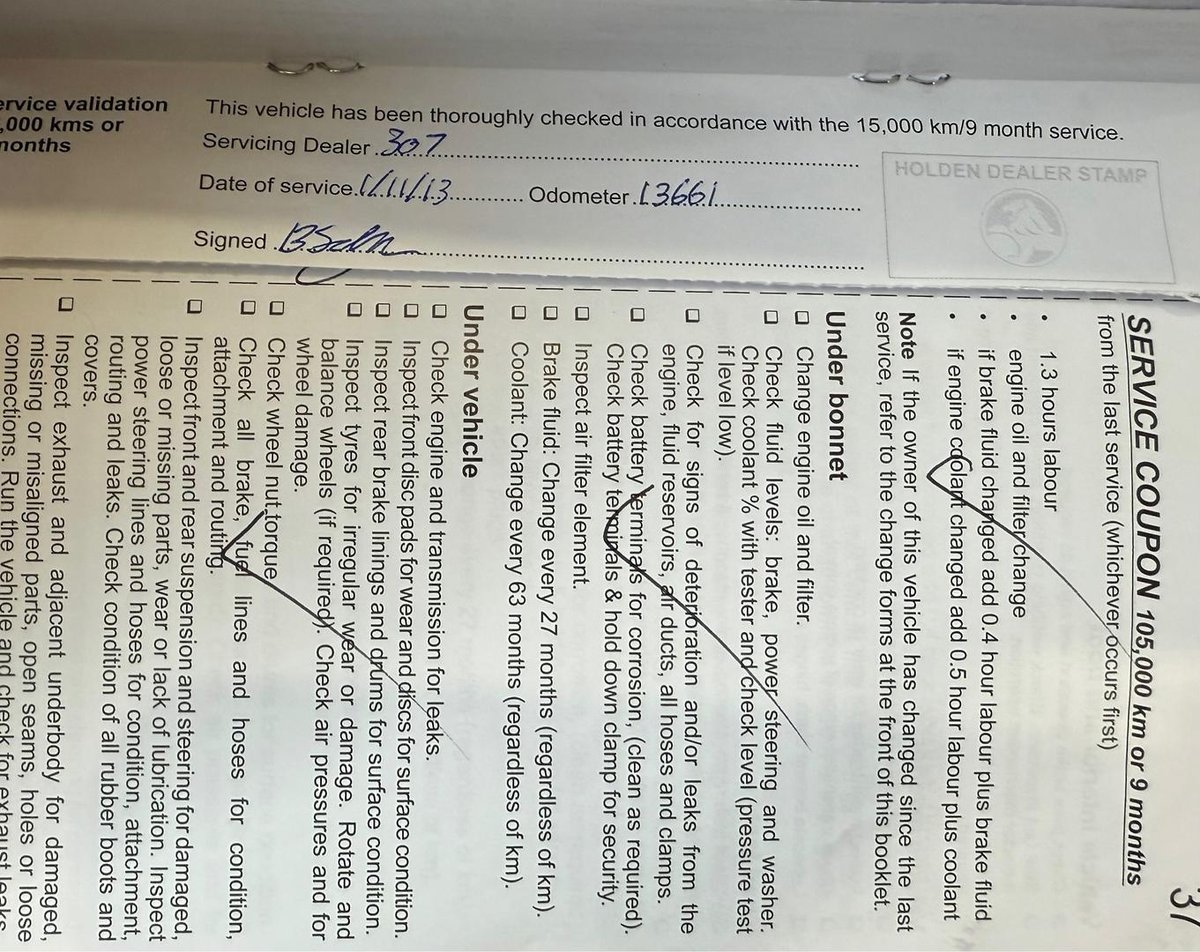 ervice validation
,000 kms or
nonths
This vehicle has been thoroughly checked in accordance with the 15,000 km/9 month service.
Servicing Dealer 307
Date of service 1/11/13 Odometer 13661
Signed
HOLDEN DEALER STAMP
37
SERVICE COUPON 105,000 km or 9 months
from the last service (whichever occurs first)
• 1.3 hours labour
• engine oil and filter change
• if brake fluid changed add 0.4 hour labour plus brake fluid
• if engine coolant changed add 0.5 hour labour plus coolant
Note If the owner of this vehicle has changed since the last
service, refer to the change forms at the front of this booklet.
Under bonnet
❏ Change engine oil and filter.
❏ Check fluid levels: brake, power steering and washer.
Check coolant % with tester and check level (pressure test
if level low).
❏ Check for signs of deterioration and/or leaks from the
engine, fluid reservoirs, air ducts, all hoses and clamps.
❏ Check battery terminals for corrosion, (clean as required).
Check battery terminals & hold down clamp for security.
❏ Inspect air filter element.
❏ Brake fluid: Change every 27 months (regardless of km).
❏ Coolant: Change every 63 months (regardless of km).
Under vehicle
❏ Check engine and transmission for leaks.
❏ Inspect front disc pads for wear and discs for surface condition.
❏ Inspect rear brake linings and drums for surface condition.
❏ Inspect tyres for irregular wear or damage. Rotate and
balance wheels (if required). Check air pressures and for
wheel damage.
❏ Check wheel nut torque
❏ Check all brake, fuel lines and hoses for condition,
attachment and routing.
❏ Inspect front and rear suspension and steering for damaged,
loose or missing parts, wear or lack of lubrication. Inspect
power steering lines and hoses for condition, attachment,
routing and leaks. Check condition of all rubber boots and
covers.
❏ Inspect exhaust and adjacent underbody for damaged,
missing or misaligned parts, open seams, holes or loose
connections. Run the vehicle and check for exhaust leaks